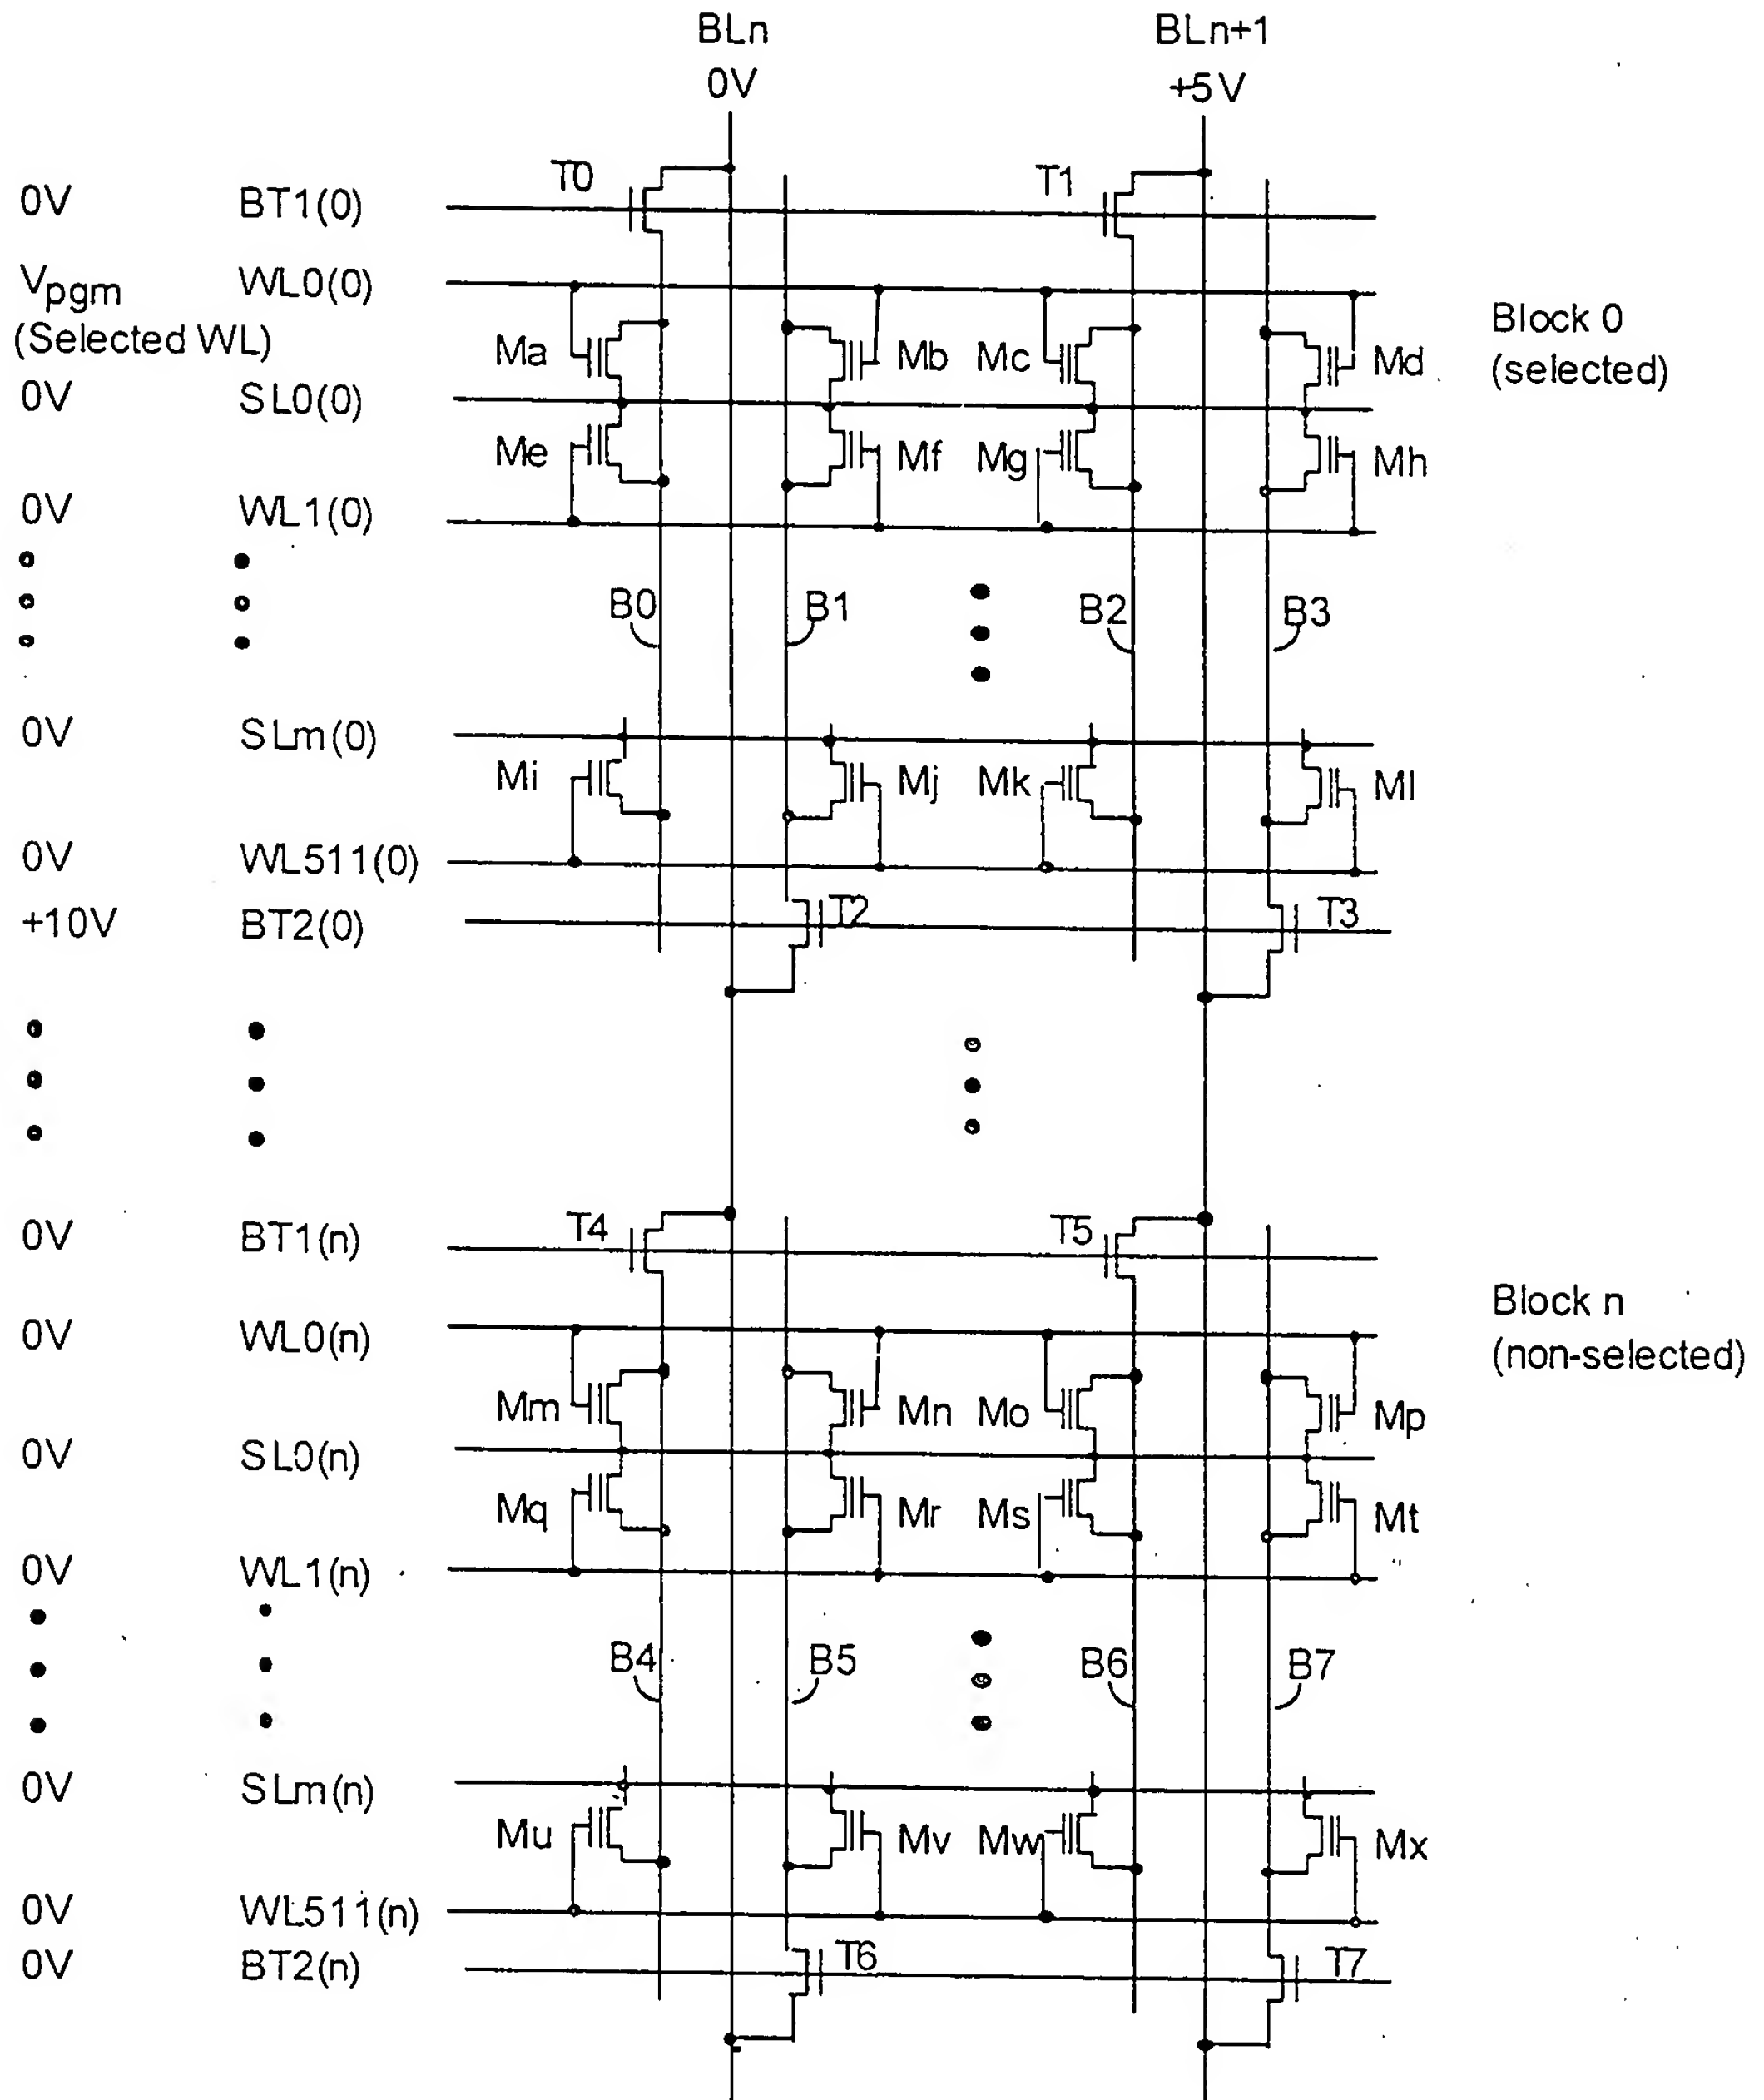 BLn BLn+1
0V +5V
T0 T1
0V BT1(0)
Vpgm WL0(0)
(Selected WL)
Block 0
(selected)
Ma Mb Mc Md
0V SL0(0)
Me Mf Mg Mh
0V WL1(0)
B0 B1 B2 B3
0V SLm(0)
Mi Mj Mk Ml
0V WL511(0)
+10V BT2(0) T2 T3
T4 T5
0V BT1(n)
Block n
(non-selected)
0V WL0(n)
Mm Mn Mo Mp
0V SL0(n)
Mq Mr Ms Mt
0V WL1(n)
B4 B5 B6 B7
0V SLm(n)
Mu Mv Mw Mx
0V WL511(n)
0V BT2(n) T6 T7